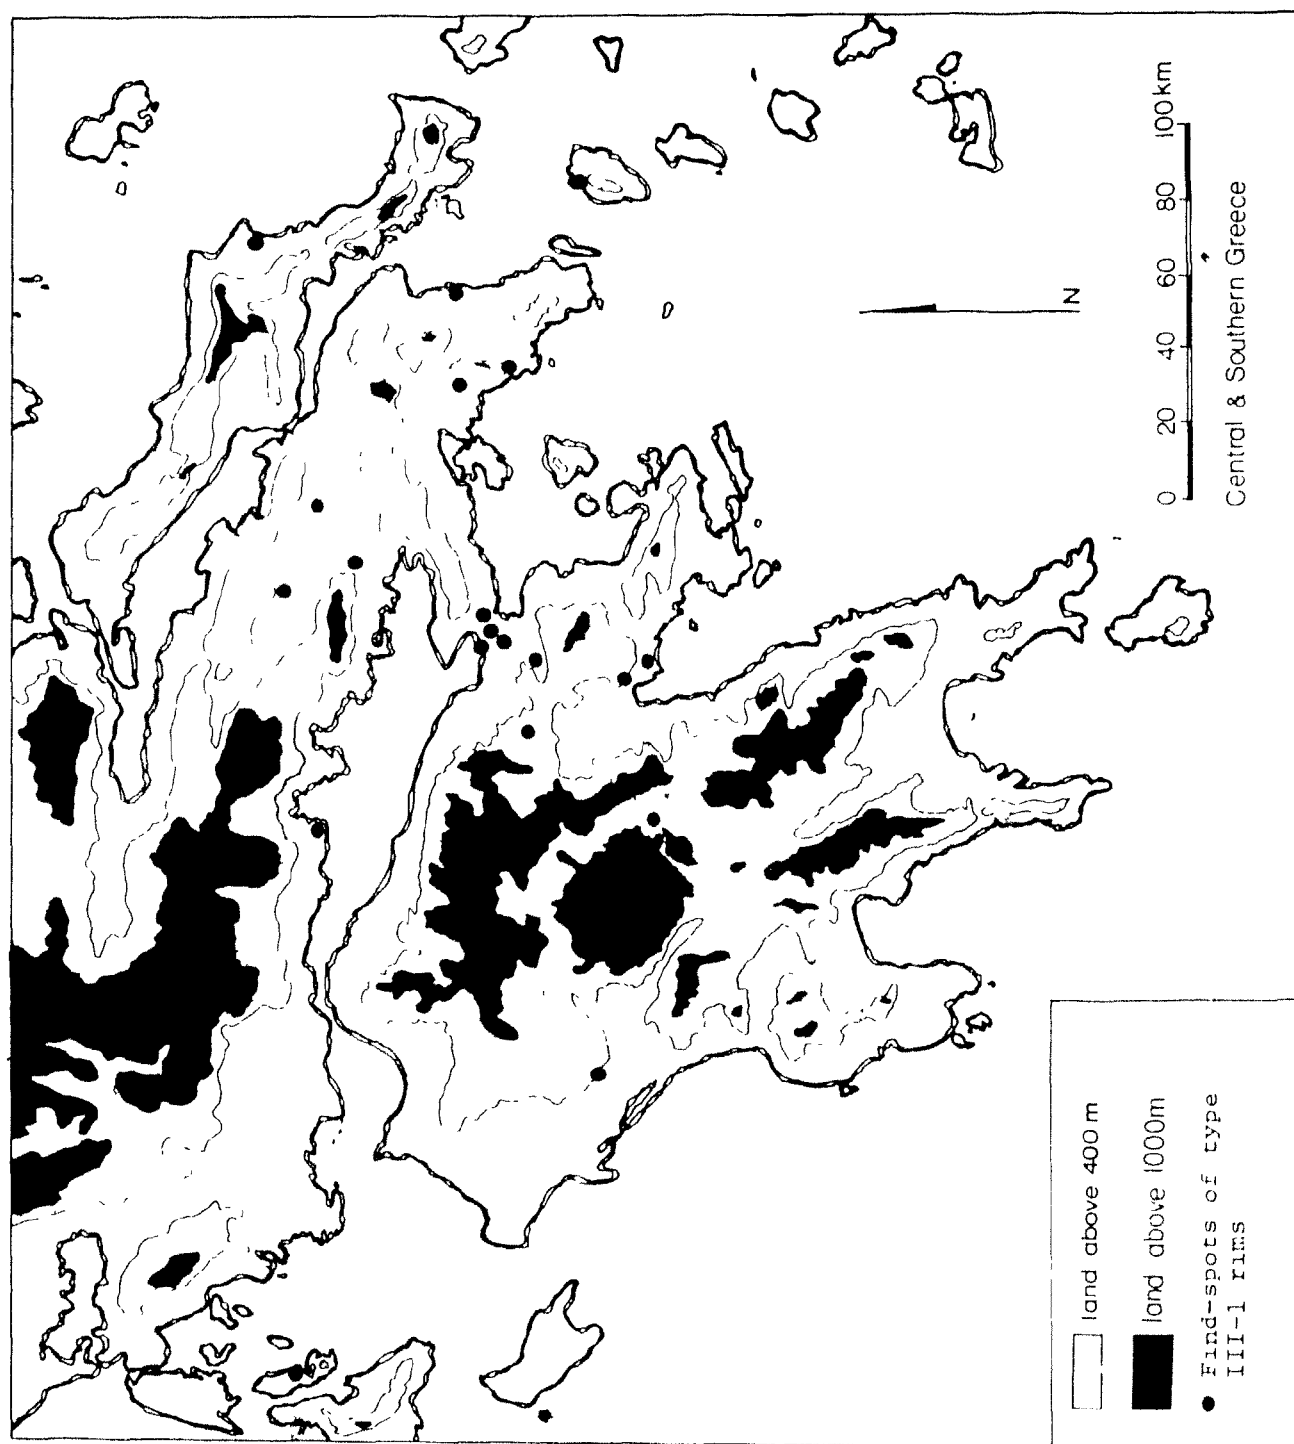 land above 400m
land above 1000m
Find-spots of type
III-1 rims
N
0 20 40 60 80 100km
Central & Southern Greece